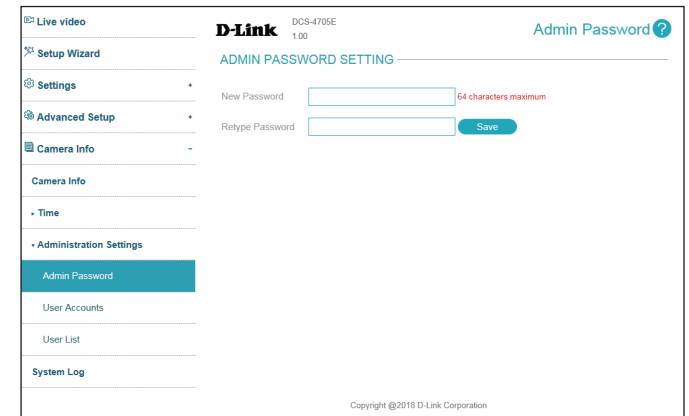 Live video
Setup Wizard
Settings +
Advanced Setup +
Camera Info -
Camera Info
Time
Administration Settings
Admin Password
User Accounts
User List
System Log
D-Link DCS-4705E
1.00
Admin Password ?
ADMIN PASSWORD SETTING
New Password 64 characters maximum
Retype Password Save
Copyright @2018 D-Link Corporation